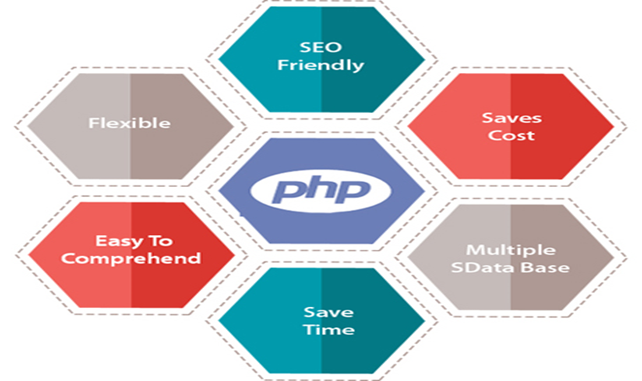 SEO
Friendly
Flexible
Saves
Cost
php
Easy To
Comprehend
Multiple
SData Base
Save
Time